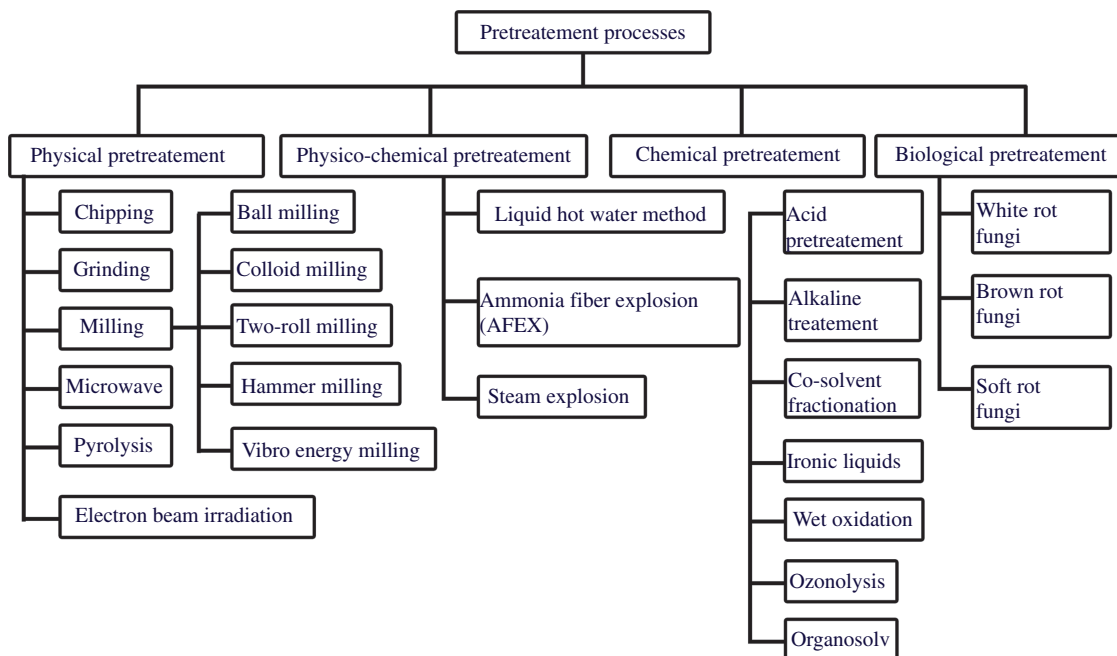 Pretreatement processes
Physical pretreatement
Physico-chemical pretreatement
Chemical pretreatement
Biological pretreatement
Chipping
Grinding
Milling
Microwave
Pyrolysis
Electron beam irradiation
Ball milling
Colloid milling
Two-roll milling
Hammer milling
Vibro energy milling
Liquid hot water method
Ammonia fiber explosion
(AFEX)
Steam explosion
Acid
pretreatement
Alkaline
treatement
Co-solvent
fractionation
Ironic liquids
Wet oxidation
Ozonolysis
Organosolv
White rot
fungi
Brown rot
fungi
Soft rot
fungi